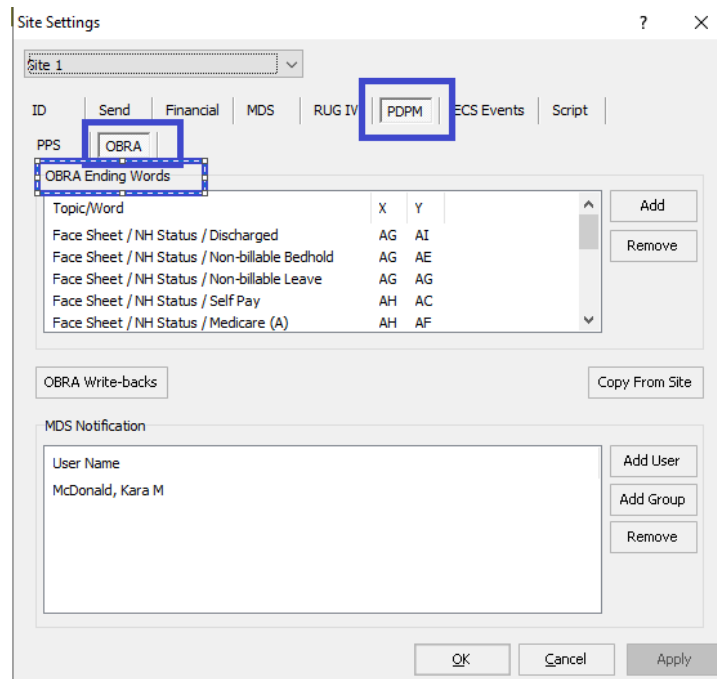 Site Settings ? ×
Site 1
ID Send Financial MDS RUG IV PDPM ECS Events Script
PPS OBRA
OBRA Ending Words
Topic/Word X Y
Face Sheet / NH Status / Discharged AG AI
Face Sheet / NH Status / Non-billable Bedhold AG AE
Face Sheet / NH Status / Non-billable Leave AG AG
Face Sheet / NH Status / Self Pay AH AC
Face Sheet / NH Status / Medicare (A) AH AF
Add
Remove
OBRA Write-backs Copy From Site
MDS Notification
User Name
McDonald, Kara M
Add User
Add Group
Remove
OK Cancel Apply